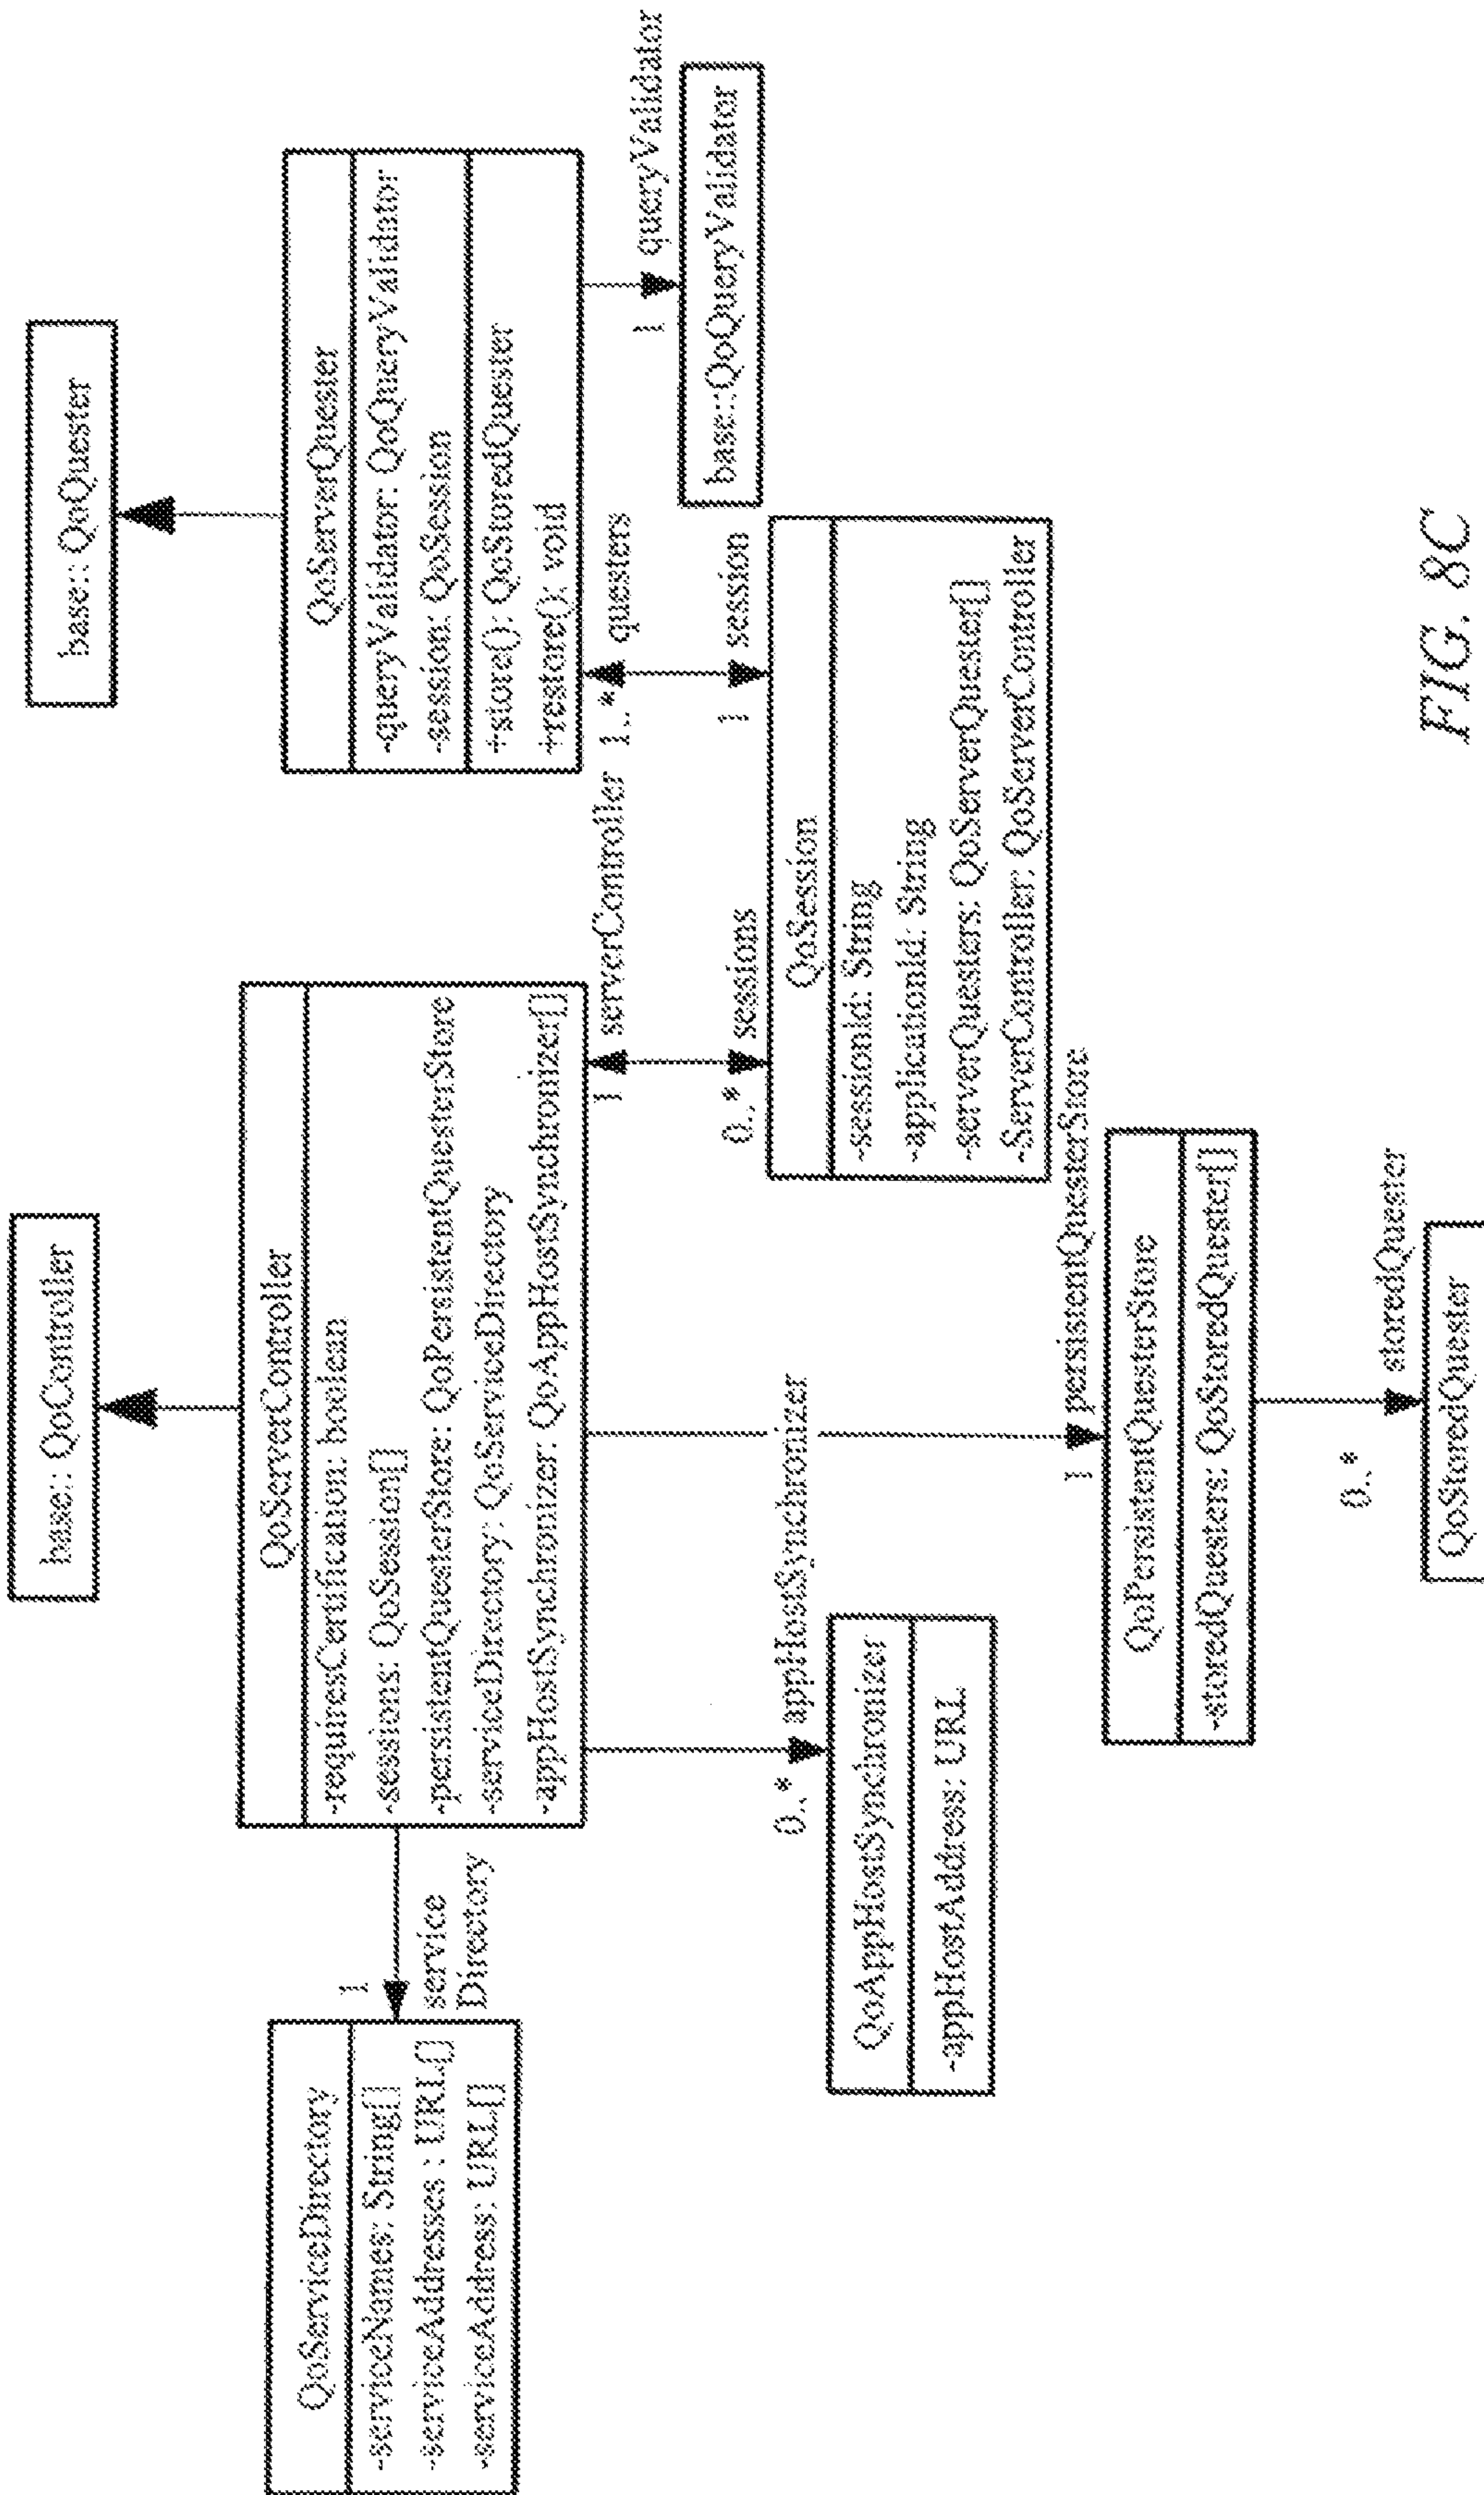 base:: QoController
base:: QoQuester
QoServiceDirectory
-serviceNames: String[]
-serviceAddresses : URL[]
-serviceAddress: URL[]
1
service
Directory
QoServerController
-requiresCertification: boolean
-sessions: QoSession[]
-persistentQuesterStore: QoPersistentQuesterStore
-serviceDirectory: QoServiceDirectory
-appHostSynchronizer: QoAppHostSynchronizer[]
QoServerQuester
-queryValidator: QoQueryValidator
-session: QoSession
+store(): QoStoredQuester
+restore(): void
1 serverController
1..* questers
1 queryValidator
base::QoQueryValidator
0..* sessions
1 session
0..* appHostSynchronizer
QoAppHostSynchronizer
-appHostAddress: URL
QoSession
-sessionId: String
-applicationId: String
-serverQuesters: QoServerQuester[]
-ServerController: QoServerController
1 persistentQuesterStore
QoPersistentQuesterStore
-storedQuesters: QoStoredQuester[]
0..*
storedQuester
QoStoredQuester
FIG. 8C